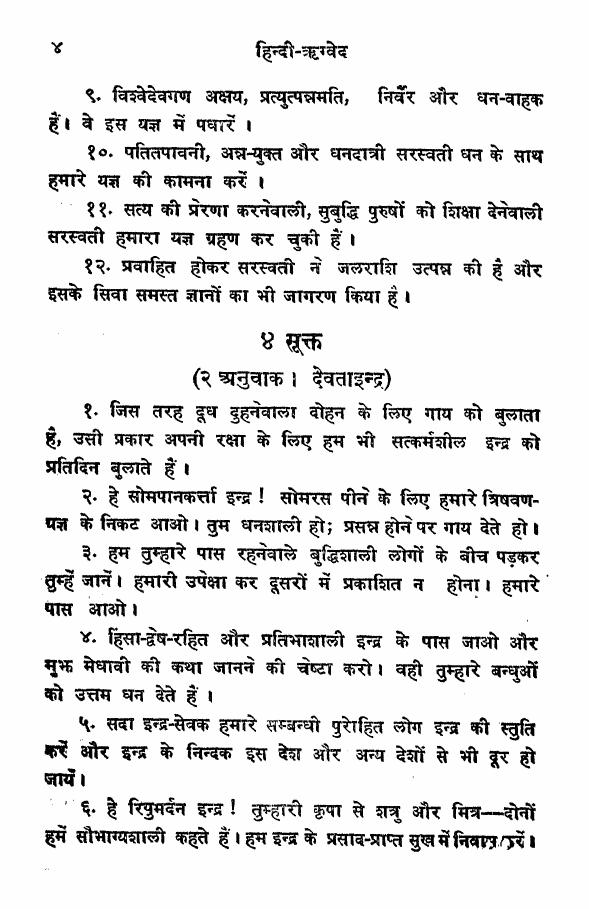 ४
हिन्दी-ऋग्वेद
९. विश्वेदेवगण अक्षय, प्रत्युत्पन्नमति, निर्वैर और धन-वाहक
हैं। वे इस यज्ञ में पधारें ।
१०. पतितपावनी, अन्न-युक्त और धनदात्री सरस्वती धन के साथ
हमारे यज्ञ की कामना करें ।
११. सत्य की प्रेरणा करनेवाली, सुबुद्धि पुरुषों को शिक्षा देनेवाली
सरस्वती हमारा यज्ञ ग्रहण कर चुकी हैं ।
१२. प्रवाहित होकर सरस्वती ने जलराशि उत्पन्न की है और
इसके सिवा समस्त ज्ञानों का भी जागरण किया है ।
४ सूक्त
(२ अनुवाक । देवताइन्द्र)
१. जिस तरह दूध दुहनेवाला दोहन के लिए गाय को बुलाता
है, उसी प्रकार अपनी रक्षा के लिए हम भी सत्कर्मशील इन्द्र को
प्रतिदिन बुलाते हैं ।
२. हे सोमपानकर्त्ता इन्द्र ! सोमरस पीने के लिए हमारे त्रिषवण-
यज्ञ के निकट आओ । तुम धनशाली हो; प्रसन्न होने पर गाय देते हो ।
३. हम तुम्हारे पास रहनेवाले बुद्धिशाली लोगों के बीच पड़कर
तुम्हें जानें । हमारी उपेक्षा कर दूसरों में प्रकाशित न होना । हमारे
पास आओ ।
४. हिंसा-द्वेष-रहित और प्रतिभाशाली इन्द्र के पास जाओ और
मुझ मेधावी की कथा जानने की चेष्टा करो । वही तुम्हारे बन्धुओं
को उत्तम धन देते हैं ।
५. सदा इन्द्र-सेवक हमारे सम्बन्धी पुरोहित लोग इन्द्र की स्तुति
करें और इन्द्र के निन्दक इस देश और अन्य देशों से भी दूर हो
जायें ।
६. हे रिपुमर्दन इन्द्र ! तुम्हारी कृपा से शत्रु और मित्र—दोनों
हमें सौभाग्यशाली कहते हैं । हम इन्द्र के प्रसाद-प्राप्त सुख में